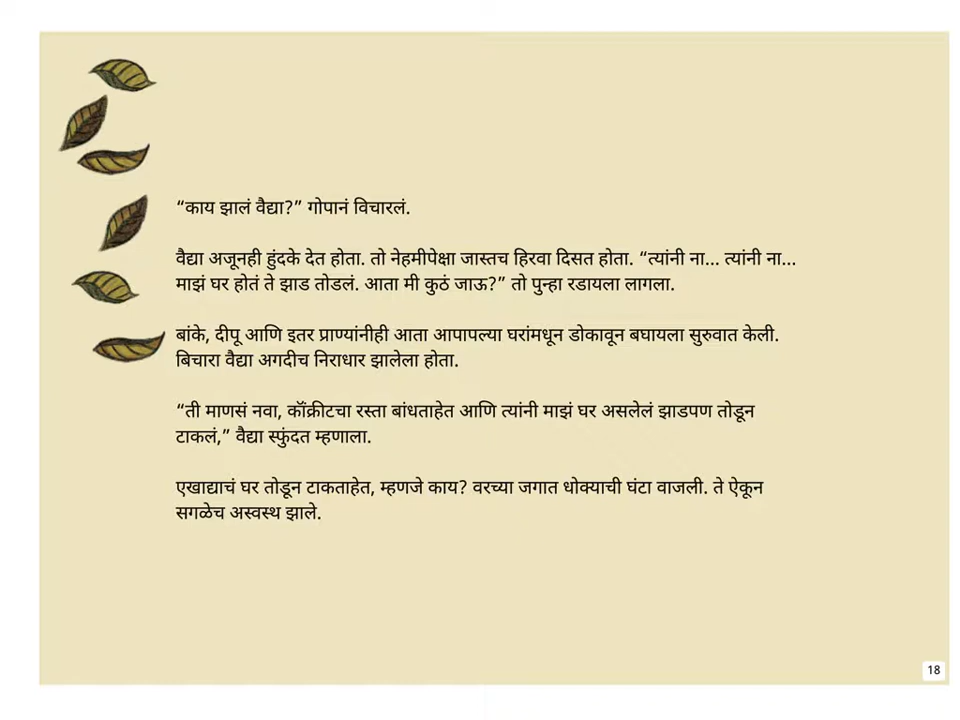 “काय झालं वैद्या?” गोपानं विचारलं.
वैद्या अजूनही हुंदके देत होता. तो नेहमीपेक्षा जास्तच हिरवा दिसत होता. “त्यांनी ना... त्यांनी ना...
माझं घर होतं ते झाड तोडलं. आता मी कुठं जाऊ?” तो पुन्हा रडायला लागला.
बांके, दीपू आणि इतर प्राण्यांनीही आता आपापल्या घरांमधून डोकावून बघायला सुरुवात केली.
बिचारा वैद्या अगदीच निराधार झालेला होता.
“ती माणसं नवा, कॉंक्रीटचा रस्ता बांधताहेत आणि त्यांनी माझं घर असलेलं झाडपण तोडून
टाकलं,” वैद्या स्फुंदत म्हणाला.
एखाद्याचं घर तोडून टाकताहेत, म्हणजे काय? वरच्या जगात धोक्याची घंटा वाजली. ते ऐकून
सगळेच अस्वस्थ झाले.
18